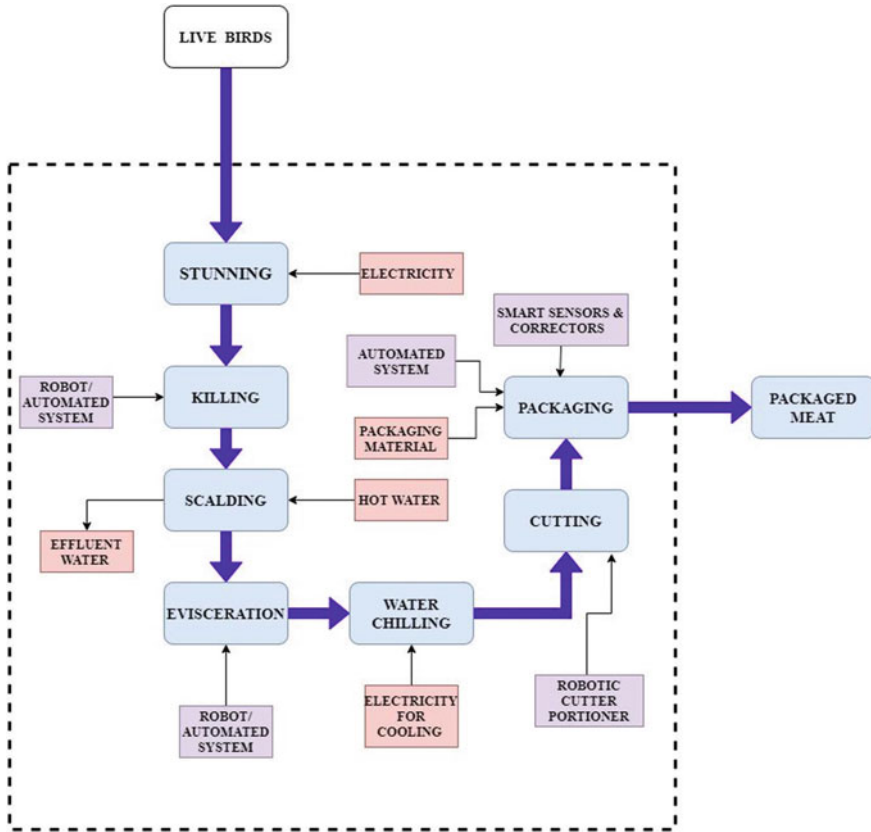 LIVE BIRDS
STUNNING
ELECTRICITY
SMART SENSORS &
CORRECTORS
AUTOMATED
SYSTEM
ROBOT/
AUTOMATED
SYSTEM
KILLING
PACKAGING
PACKAGED
MEAT
PACKAGING
MATERIAL
SCALDING
HOT WATER
CUTTING
EFFLUENT
WATER
EVISCERATION
WATER
CHILLING
ROBOT/
AUTOMATED
SYSTEM
ELECTRICITY
FOR
COOLING
ROBOTIC
CUTTER
PORTIONER